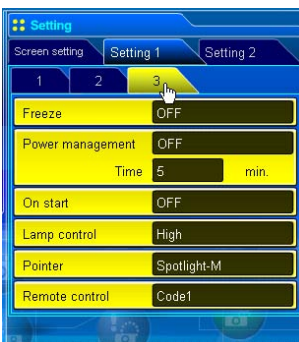 Setting
Screen setting Setting 1 Setting 2
1 2 3
Freeze OFF
Power management OFF
Time 5 min.
On start OFF
Lamp control High
Pointer Spotlight-M
Remote control Code1